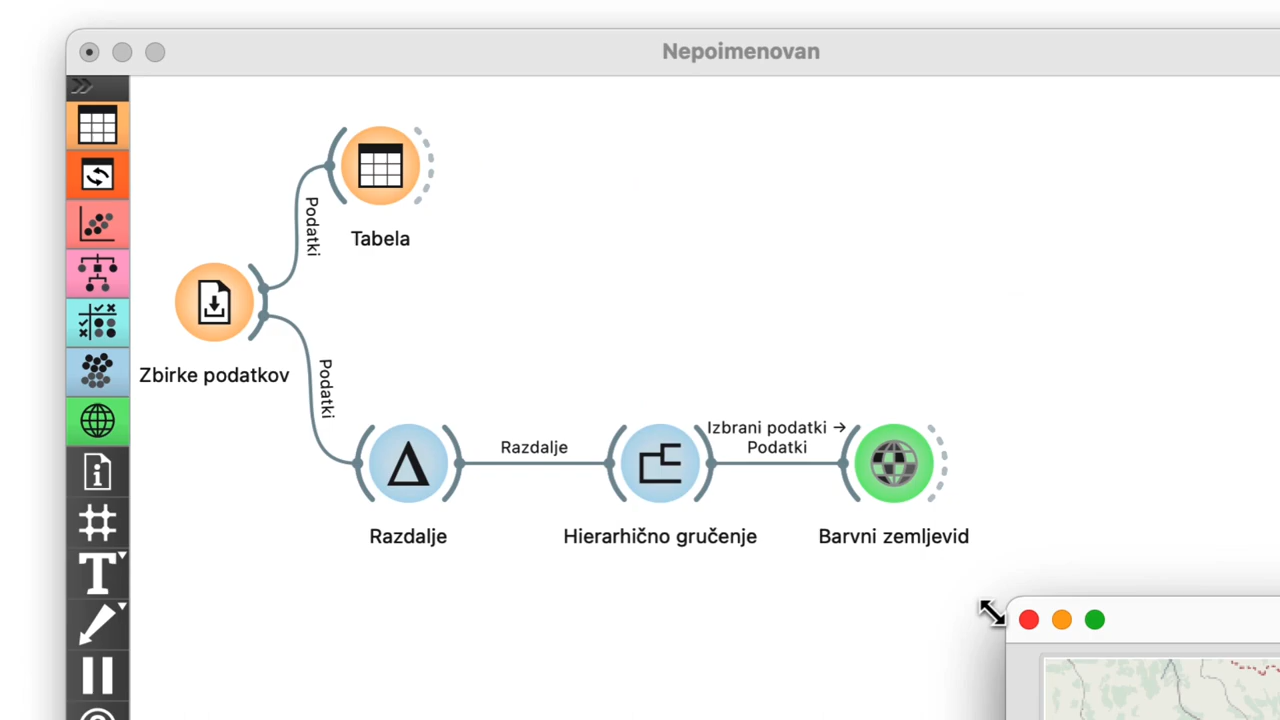 Nepoimenovan
Podatki
Tabela
Zbirke podatkov
Podatki
Razdalje
Izbrani podatki →
Podatki
Razdalje
Hierarhično gručenje
Barvni zemljevid